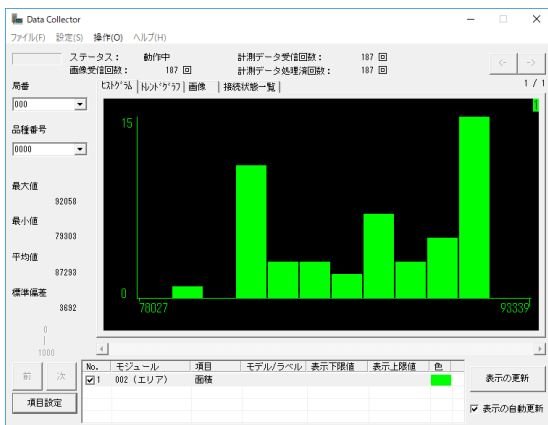 Data Collector
ファイル(F) 設定(S) 操作(O) ヘルプ(H)
ステータス： 動作中 計測データ受信回数： 187 回
画像受信回数： 187 回 計測データ処理済回数： 187 回
<- ->
局番
ﾋｽﾄｸﾞﾗﾑ ﾄﾚﾝﾄﾞｸﾞﾗﾌ 画像 接続状態一覧
1 / 1
000
品種番号
0000
最大値
92058
最小値
79303
平均値
87293
標準偏差
3692
0
1000
前 次
項目設定
1
15
0
78027 93339
No. モジュール 項目 モデル/ラベル 表示下限値 表示上限値 色
1 002 (エリア) 面積
表示の更新
表示の自動更新